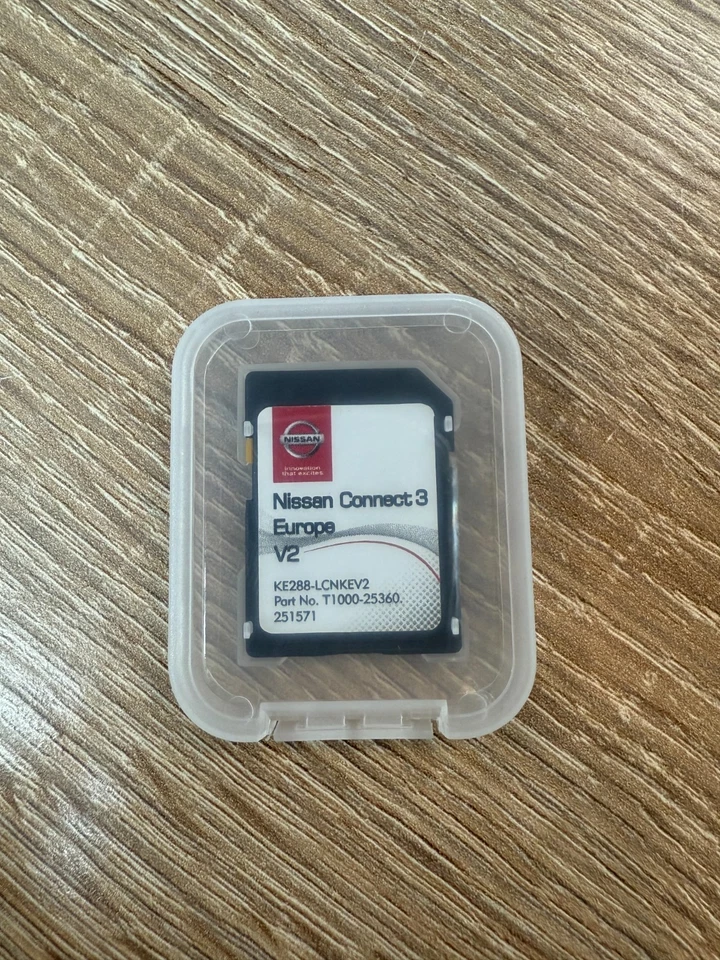 NISSAN
Innovation
that excites
Nissan Connect 3
Europe
V2
KE288-LCNKEV2
Part No. T1000-25360.
251571